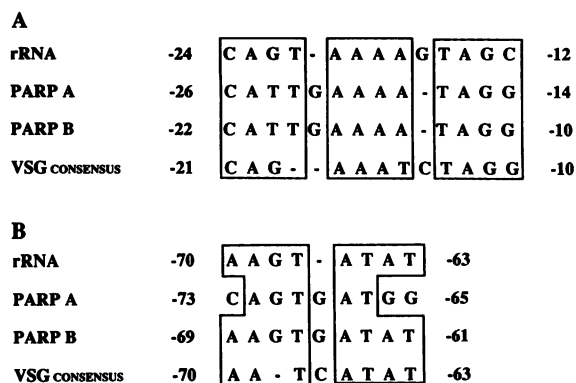 A
rRNA -24 C A G T - A A A A G T A G C -12
PARP A -26 C A T T G A A A A - T A G G -14
PARP B -22 C A T T G A A A A - T A G G -10
VSG CONSENSUS -21 C A G - - A A A T C T A G G -10
B
rRNA -70 A A G T - A T A T -63
PARP A -73 C A G T G A T G G -65
PARP B -69 A A G T G A T A T -61
VSG CONSENSUS -70 A A - T C A T A T -63